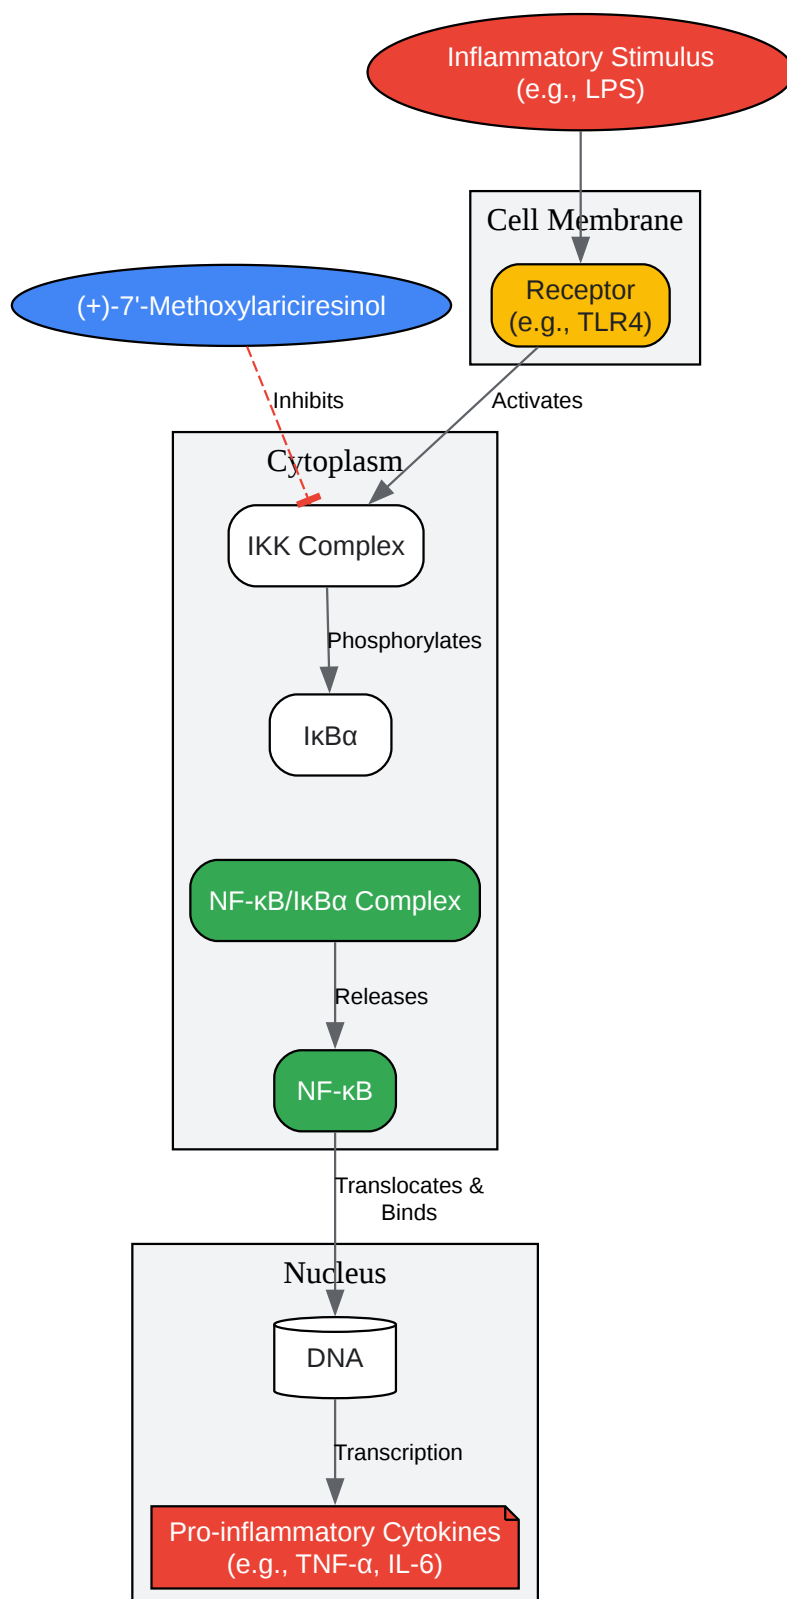 Inflammatory Stimulus
(e.g., LPS)
Cell Membrane
Receptor
(e.g., TLR4)
(+)-7'-Methoxylariciresinol
Inhibits
Activates
Cytoplasm
IKK Complex
Phosphorylates
IκBα
NF-κB/IκBα Complex
Releases
NF-κB
Translocates &
Binds
Nucleus
DNA
Transcription
Pro-inflammatory Cytokines
(e.g., TNF-α, IL-6)